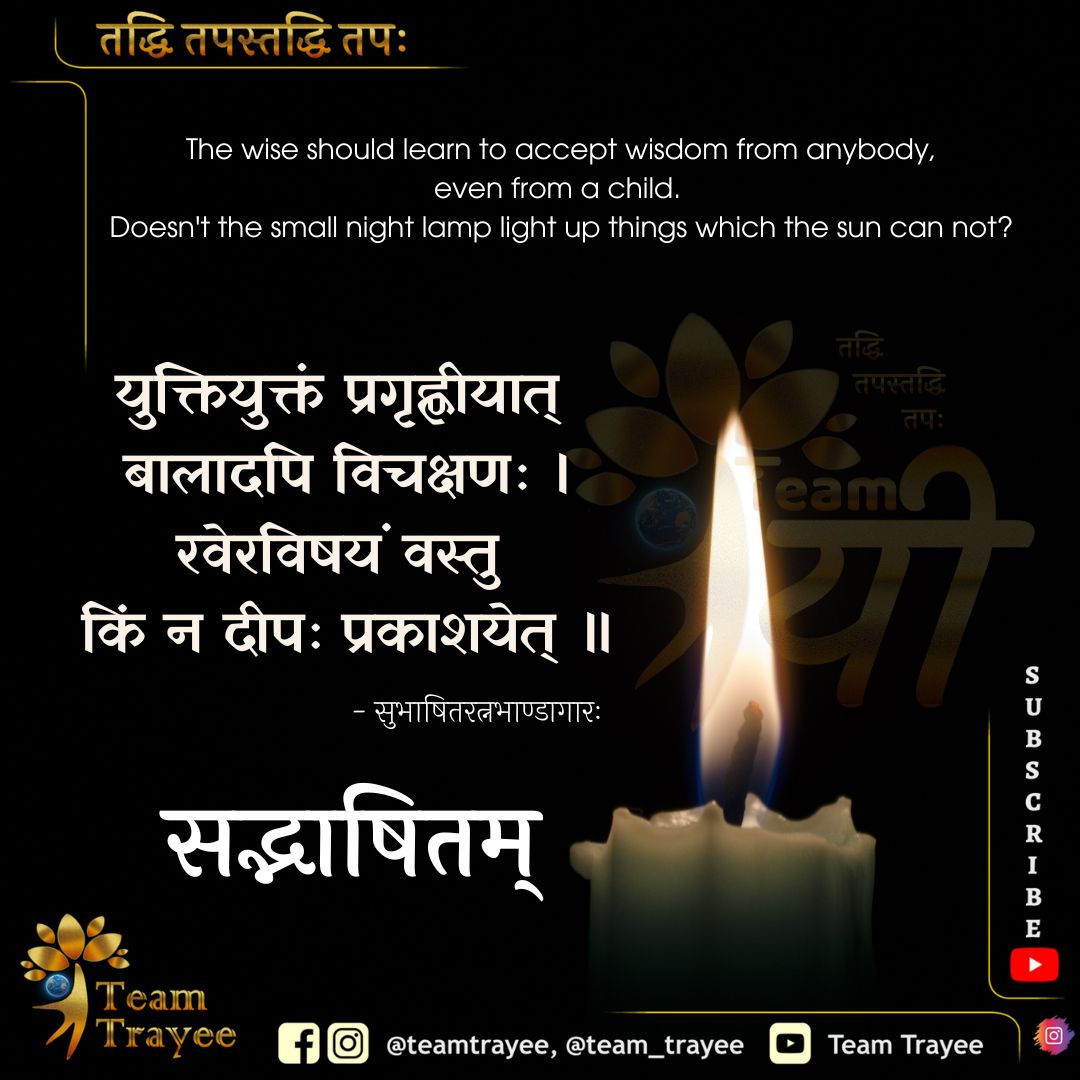 तद्धि तपस्तद्धि तपः
The wise should learn to accept wisdom from anybody,
even from a child.
Doesn't the small night lamp light up things which the sun can not?
युक्तियुक्तं प्रगृह्णीयात्
बालादपि विचक्षणः ।
रवेरविषयं वस्तु
किं न दीपः प्रकाशयेत् ॥
- सुभाषितरत्नभाण्डागारः
सद्भाषितम्
तद्धि
तपस्तद्धि
तपः
Team
त्रयी
SUBSCRIBE
Team
Trayee
@teamtrayee, @team_trayee
Team Trayee